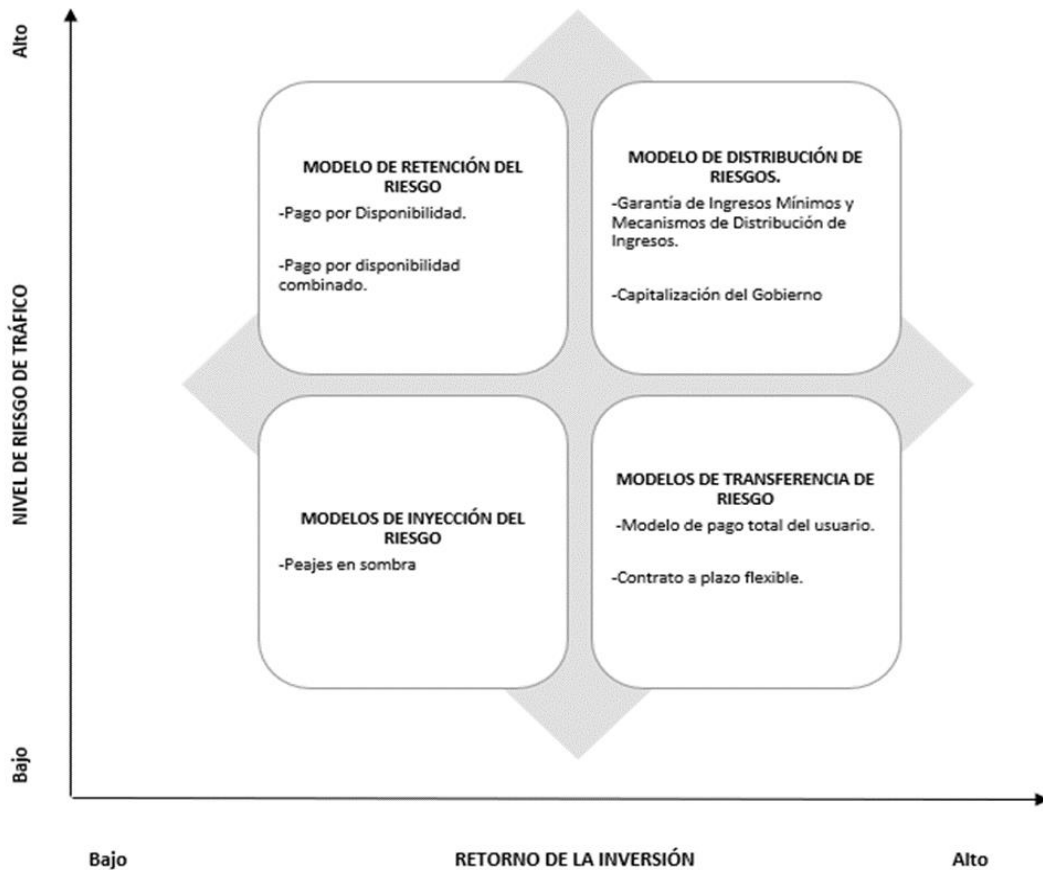 Alto
NIVEL DE RIESGO DE TRÁFICO
Bajo
MODELO DE RETENCIÓN DEL
RIESGO
-Pago por Disponibilidad.
-Pago por disponibilidad
combinado.
MODELO DE DISTRIBUCIÓN DE
RIESGOS.
-Garantía de Ingresos Mínimos y
Mecanismos de Distribución de
Ingresos.
-Capitalización del Gobierno
MODELOS DE INYECCIÓN DEL
RIESGO
-Peajes en sombra
MODELOS DE TRANSFERENCIA DE
RIESGO
-Modelo de pago total del usuario.
-Contrato a plazo flexible.
Bajo
RETORNO DE LA INVERSIÓN
Alto